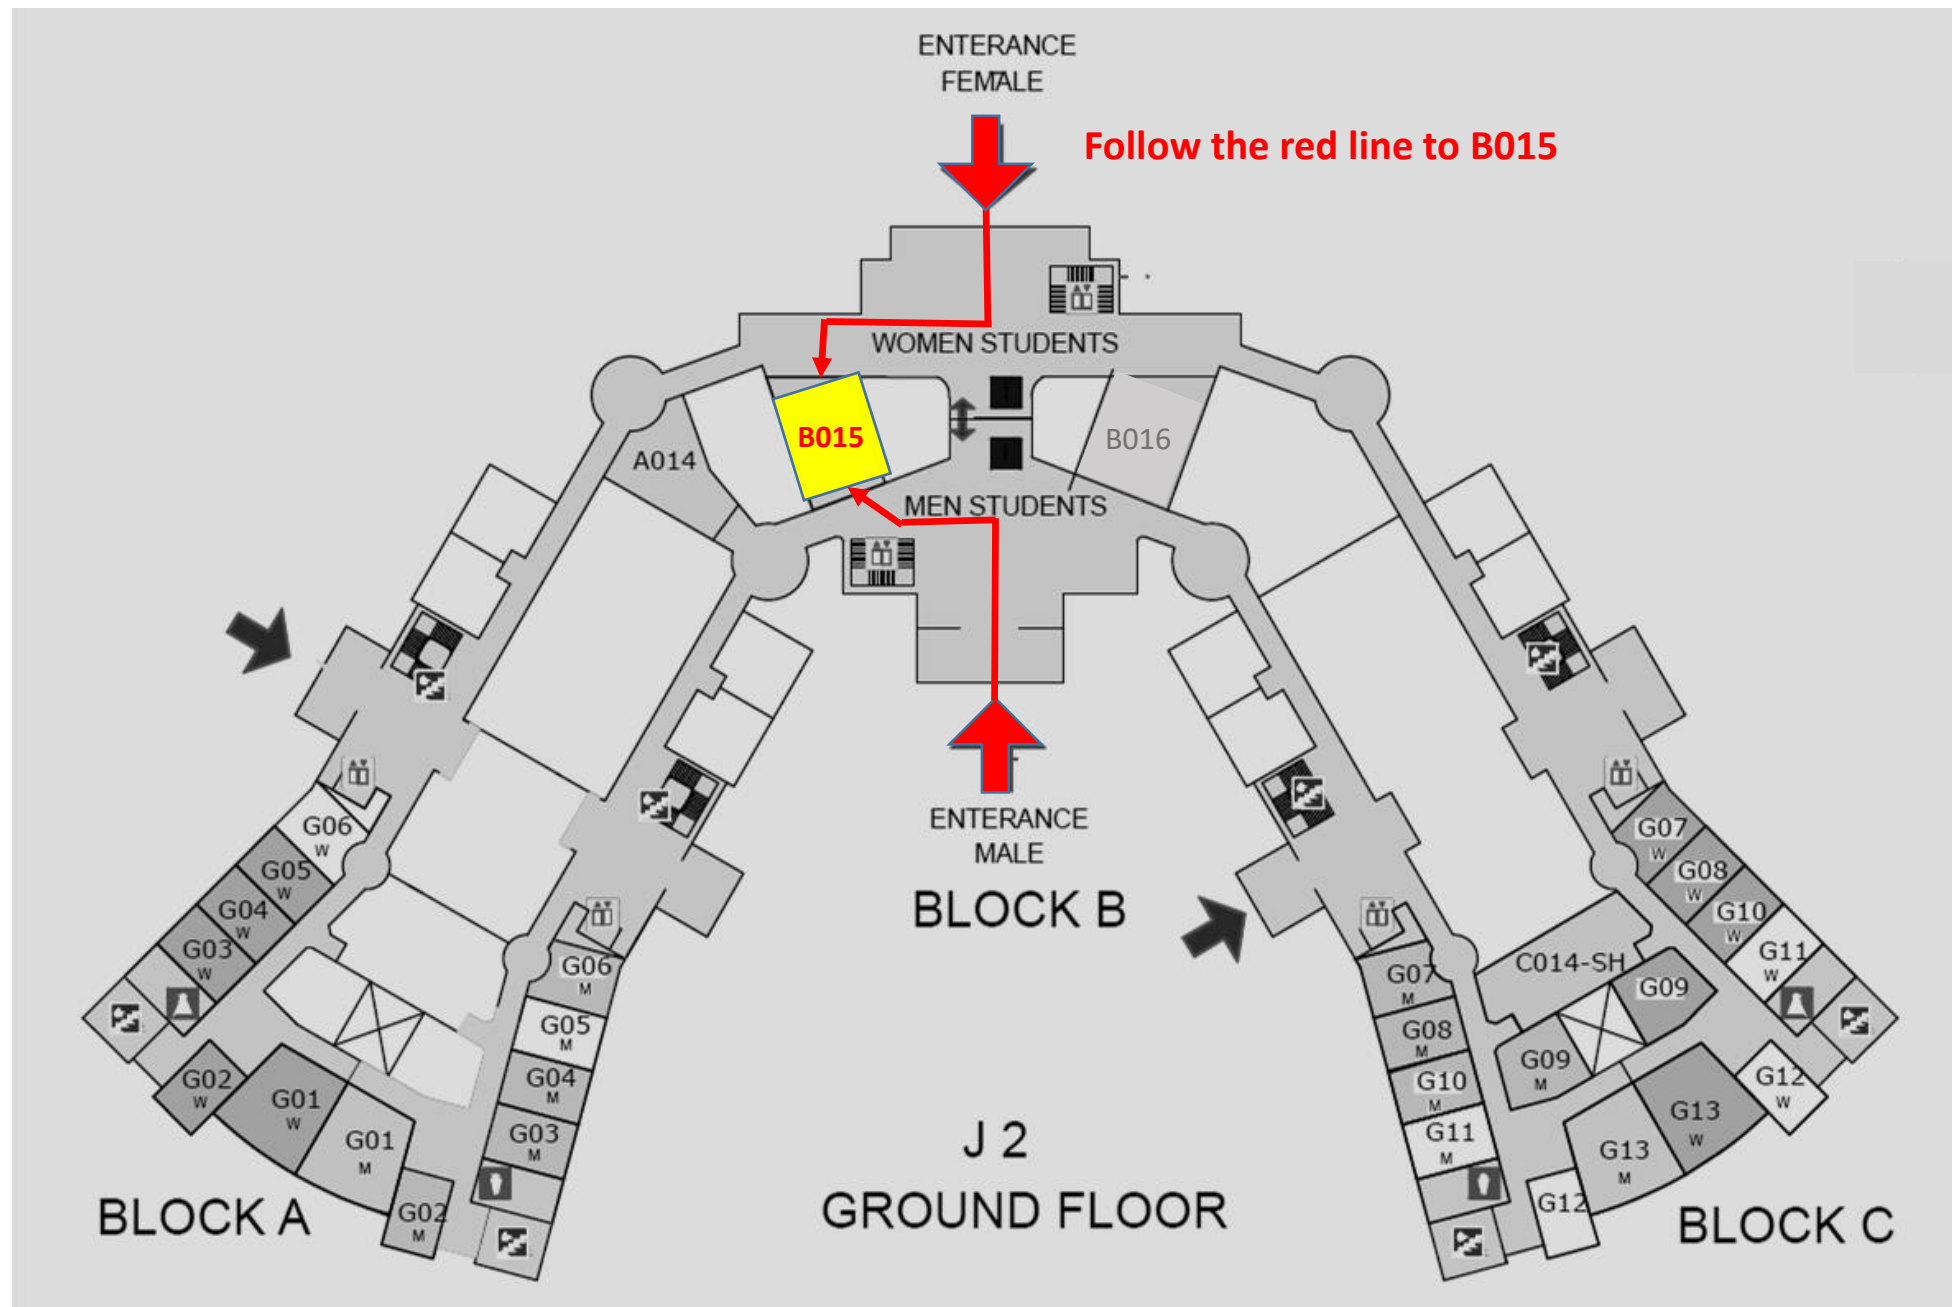 ENTERANCE
FEMALE
Follow the red line to B015
WOMEN STUDENTS
B015
B016
A014
MEN STUDENTS
ENTERANCE
MALE
BLOCK B
G06
W
G05
W
G04
W
G03
W
G02
W
G01
W
G01
M
G02
M
G06
M
G05
M
G04
M
G03
M
BLOCK A
J 2
GROUND FLOOR
G07
M
G08
M
G10
M
G11
M
G12
C014-SH
G09
G09
M
G13
M
G13
W
G12
W
G07
W
G08
W
G10
W
G11
W
BLOCK C